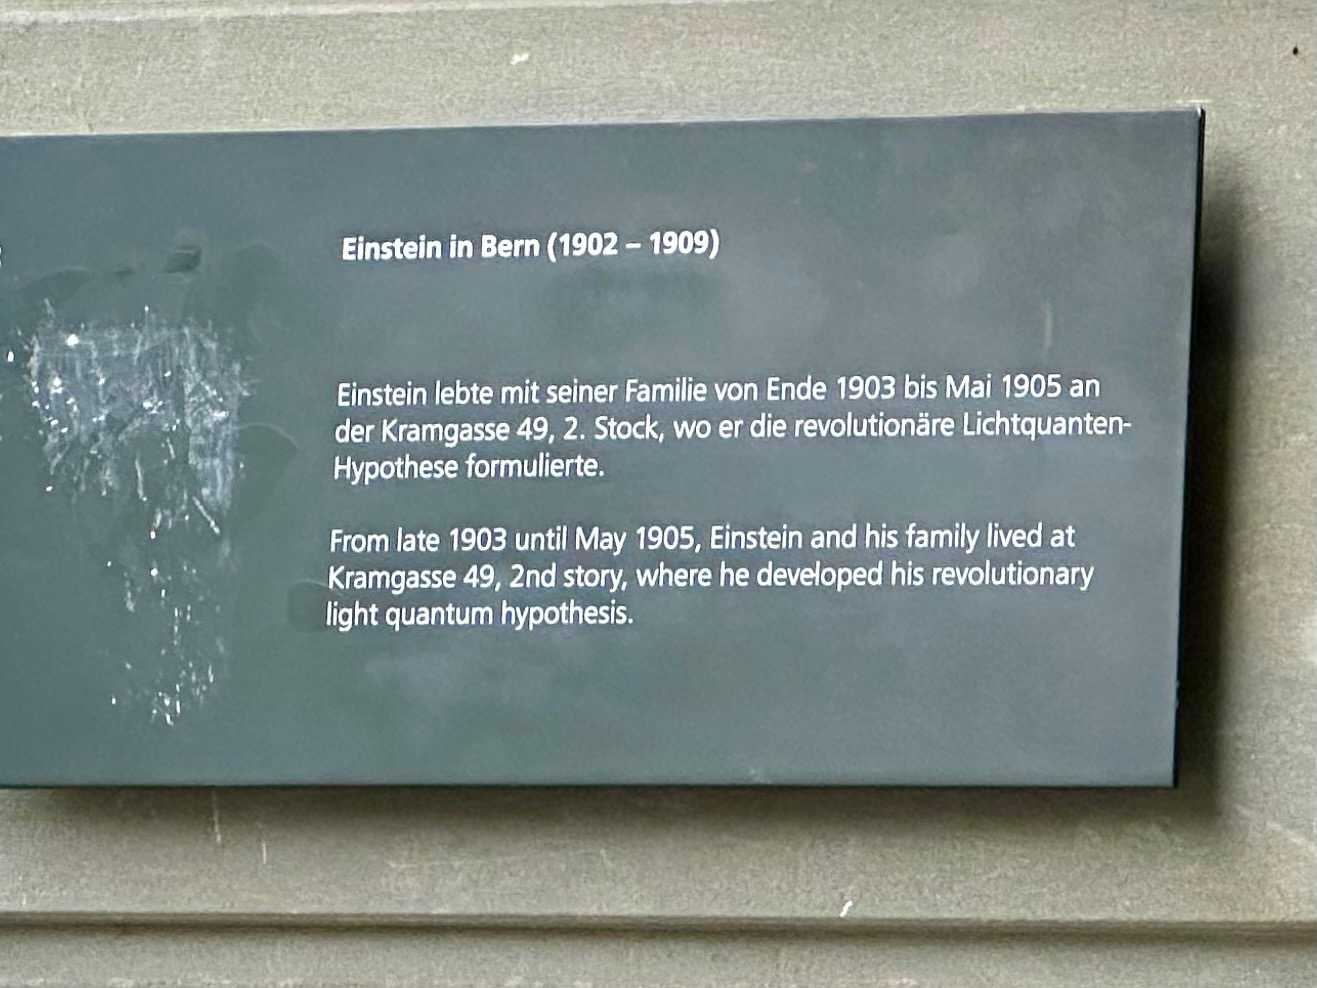 Einstein in Bern (1902 – 1909)
Einstein lebte mit seiner Familie von Ende 1903 bis Mai 1905 an
der Kramgasse 49, 2. Stock, wo er die revolutionäre Lichtquanten-
Hypothese formulierte.
From late 1903 until May 1905, Einstein and his family lived at
Kramgasse 49, 2nd story, where he developed his revolutionary
light quantum hypothesis.